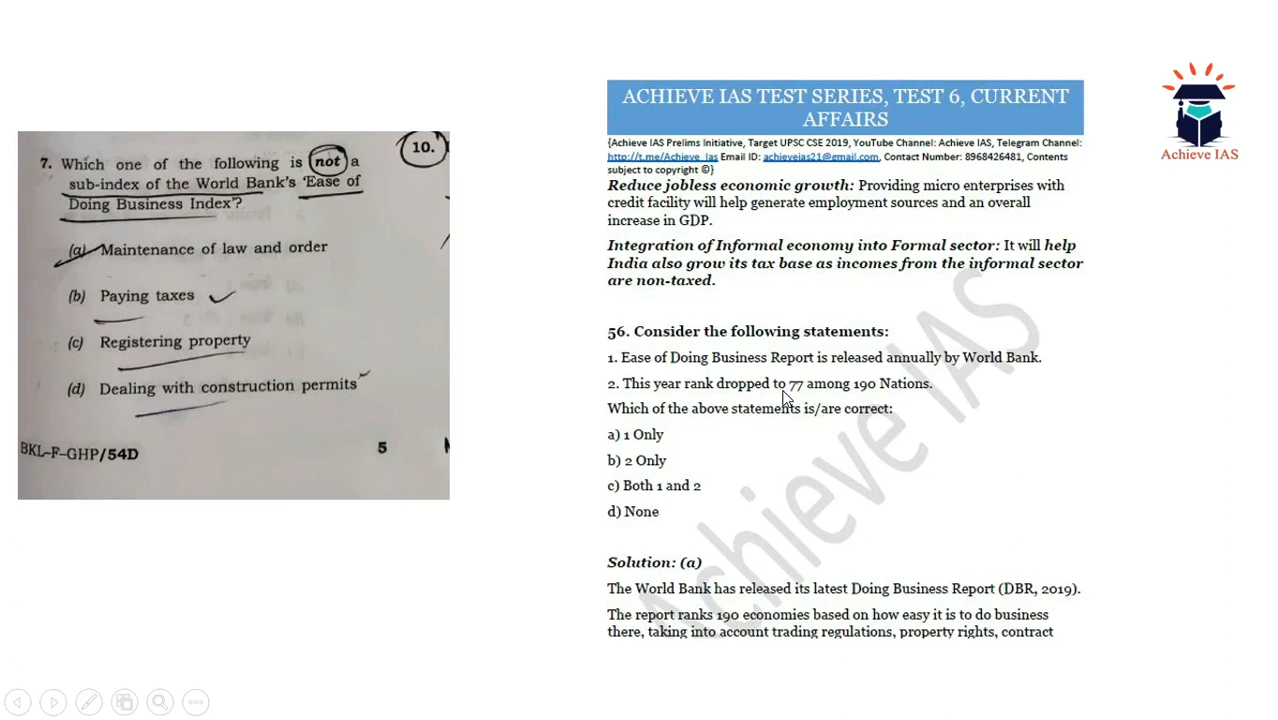 10.
7. Which one of the following is not a
sub-index of the World Bank's 'Ease of
Doing Business Index'?
(a) Maintenance of law and order
(b) Paying taxes
(c) Registering property
(d) Dealing with construction permits
BKL-F-GHP/54D
5
ACHIEVE IAS TEST SERIES, TEST 6, CURRENT
AFFAIRS
{Achieve IAS Prelims Initiative, Target UPSC CSE 2019, YouTube Channel: Achieve IAS, Telegram Channel:
http://t.me/Achieve_Ias Email ID: achieveias21@gmail.com, Contact Number: 8968426481, Contents
subject to copyright ©}
Reduce jobless economic growth: Providing micro enterprises with
credit facility will help generate employment sources and an overall
increase in GDP.
Integration of Informal economy into Formal sector: It will help
India also grow its tax base as incomes from the informal sector
are non-taxed.
56. Consider the following statements:
1. Ease of Doing Business Report is released annually by World Bank.
2. This year rank dropped to 77 among 190 Nations.
Which of the above statements is/are correct:
a) 1 Only
b) 2 Only
c) Both 1 and 2
d) None
Solution: (a)
The World Bank has released its latest Doing Business Report (DBR, 2019).
The report ranks 190 economies based on how easy it is to do business
there, taking into account trading regulations, property rights, contract
Achieve IAS
Achieve IAS